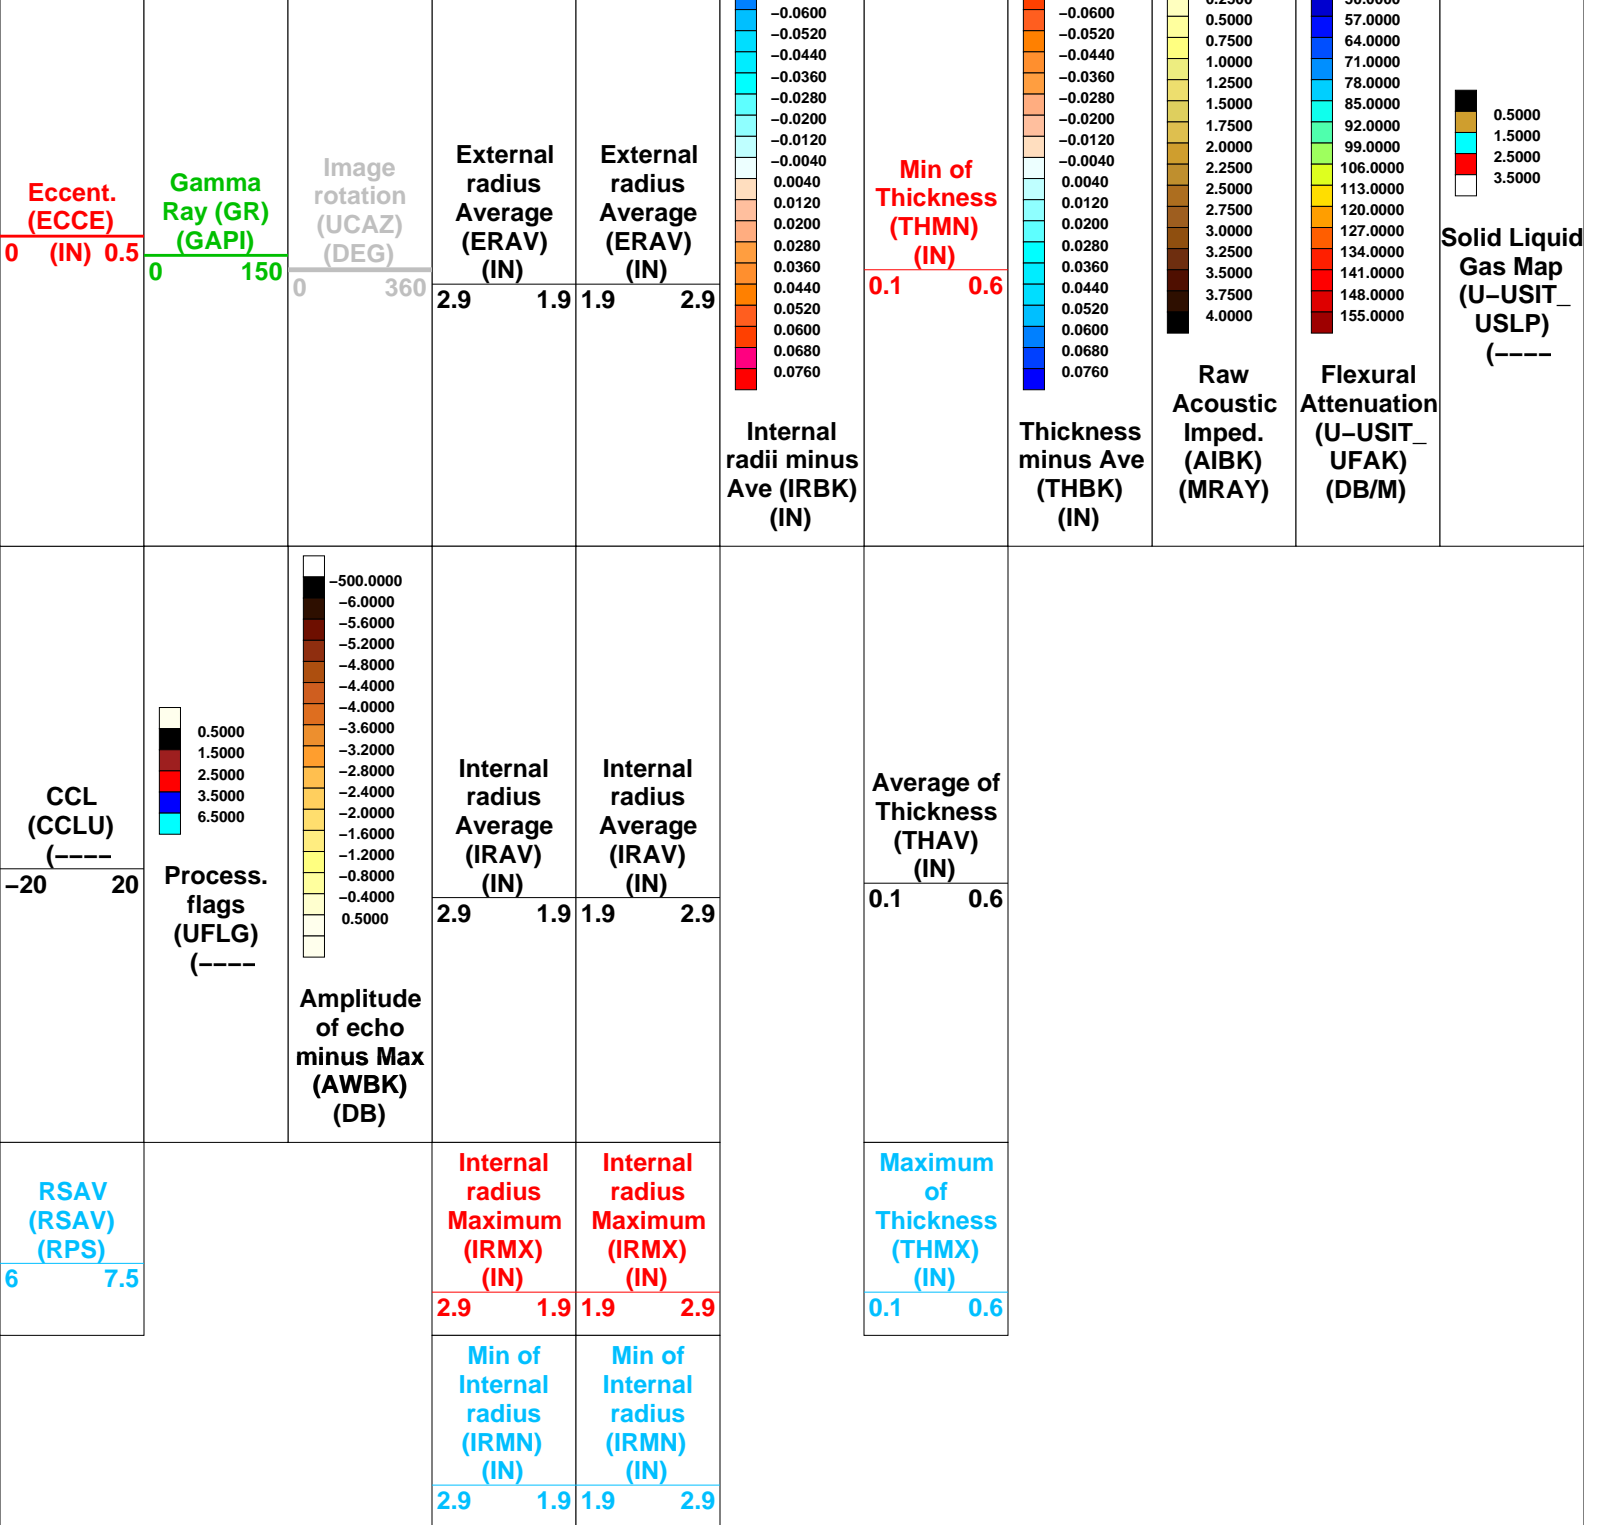 Eccent.
(ECCE)
0 (IN) 0.5
Gamma
Ray (GR)
(GAPI)
0 150
Image
rotation
(UCAZ)
(DEG)
0 360
External
radius
Average
(ERAV)
(IN)
2.9 1.9
External
radius
Average
(ERAV)
(IN)
1.9 2.9
−0.0600
−0.0520
−0.0440
−0.0360
−0.0280
−0.0200
−0.0120
−0.0040
0.0040
0.0120
0.0200
0.0280
0.0360
0.0440
0.0520
0.0600
0.0680
0.0760
Internal
radii minus
Ave (IRBK)
(IN)
Min of
Thickness
(THMN)
(IN)
0.1 0.6
−0.0600
−0.0520
−0.0440
−0.0360
−0.0280
−0.0200
−0.0120
−0.0040
0.0040
0.0120
0.0200
0.0280
0.0360
0.0440
0.0520
0.0600
0.0680
0.0760
Thickness
minus Ave
(THBK)
(IN)
0.5000
0.7500
1.0000
1.2500
1.5000
1.7500
2.0000
2.2500
2.5000
2.7500
3.0000
3.2500
3.5000
3.7500
4.0000
Raw
Acoustic
Imped.
(AIBK)
(MRAY)
57.0000
64.0000
71.0000
78.0000
85.0000
92.0000
99.0000
106.0000
113.0000
120.0000
127.0000
134.0000
141.0000
148.0000
155.0000
Flexural
Attenuation
(U−USIT_
UFAK)
(DB/M)
0.5000
1.5000
2.5000
3.5000
Solid Liquid
Gas Map
(U−USIT_
USLP)
(−−−−
CCL
(CCLU)
(−−−−
−20 20
0.5000
1.5000
2.5000
3.5000
6.5000
Process.
flags
(UFLG)
(−−−−
−500.0000
−6.0000
−5.6000
−5.2000
−4.8000
−4.4000
−4.0000
−3.6000
−3.2000
−2.8000
−2.4000
−2.0000
−1.6000
−1.2000
−0.8000
−0.4000
0.5000
Amplitude
of echo
minus Max
(AWBK)
(DB)
Internal
radius
Average
(IRAV)
(IN)
2.9 1.9
Internal
radius
Average
(IRAV)
(IN)
1.9 2.9
Average of
Thickness
(THAV)
(IN)
0.1 0.6
RSAV
(RSAV)
(RPS)
6 7.5
Internal
radius
Maximum
(IRMX)
(IN)
2.9 1.9
Internal
radius
Maximum
(IRMX)
(IN)
1.9 2.9
Maximum
of
Thickness
(THMX)
(IN)
0.1 0.6
Min of
Internal
radius
(IRMN)
(IN)
2.9 1.9
Min of
Internal
radius
(IRMN)
(IN)
1.9 2.9